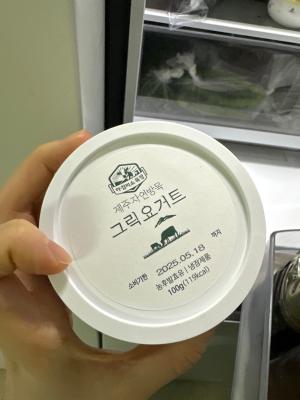 제주자연방목
그릭요거트
소비기한 2025.05.18 까지
농후발효유 | 냉장제품
100g(119kcal)